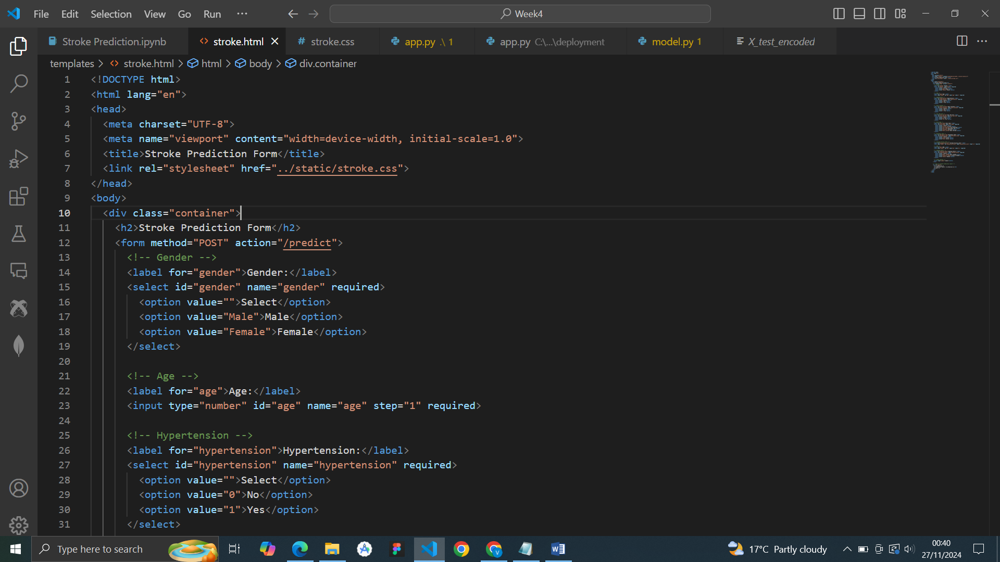 File Edit Selection View Go Run ··· Week4
Stroke Prediction.ipynb <> stroke.html # stroke.css app.py .\ 1 app.py C:\...\deployment model.py 1 X_test_encoded
templates > <> stroke.html > html > body > div.container
1 <!DOCTYPE html>
2 <html lang="en">
3 <head>
4 <meta charset="UTF-8">
5 <meta name="viewport" content="width=device-width, initial-scale=1.0">
6 <title>Stroke Prediction Form</title>
7 <link rel="stylesheet" href="../static/stroke.css">
8 </head>
9 <body>
10 <div class="container">
11 <h2>Stroke Prediction Form</h2>
12 <form method="POST" action="/predict">
13 <!-- Gender -->
14 <label for="gender">Gender:</label>
15 <select id="gender" name="gender" required>
16 <option value="">Select</option>
17 <option value="Male">Male</option>
18 <option value="Female">Female</option>
19 </select>
20
21 <!-- Age -->
22 <label for="age">Age:</label>
23 <input type="number" id="age" name="age" step="1" required>
24
25 <!-- Hypertension -->
26 <label for="hypertension">Hypertension:</label>
27 <select id="hypertension" name="hypertension" required>
28 <option value="">Select</option>
29 <option value="0">No</option>
30 <option value="1">Yes</option>
31 </select>
Type here to search 17°C Partly cloudy 00:40
27/11/2024